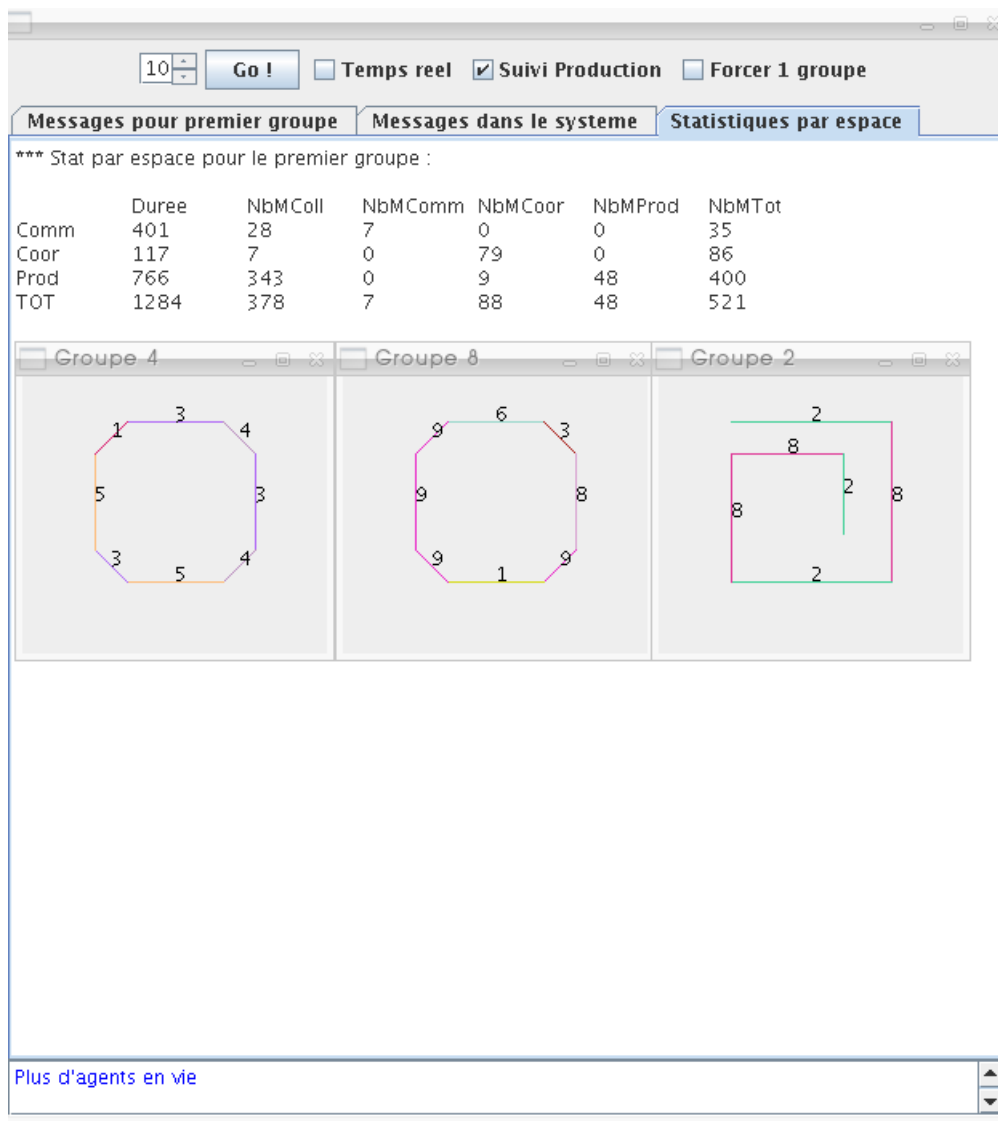 10 Go ! Temps reel Suivi Production Forcer 1 groupe
Messages pour premier groupe Messages dans le systeme Statistiques par espace
*** Stat par espace pour le premier groupe :
Duree NbMColl NbMComm NbMCoor NbMProd NbMTot
Comm 401 28 7 0 0 35
Coor 117 7 0 79 0 86
Prod 766 343 0 9 48 400
TOT 1284 378 7 88 48 521
Groupe 4
3
1 4
5 3
3 4
5
Groupe 8
6
9 3
9 8
9 9
1
Groupe 2
2
8
2 8
8
2
Plus d'agents en vie